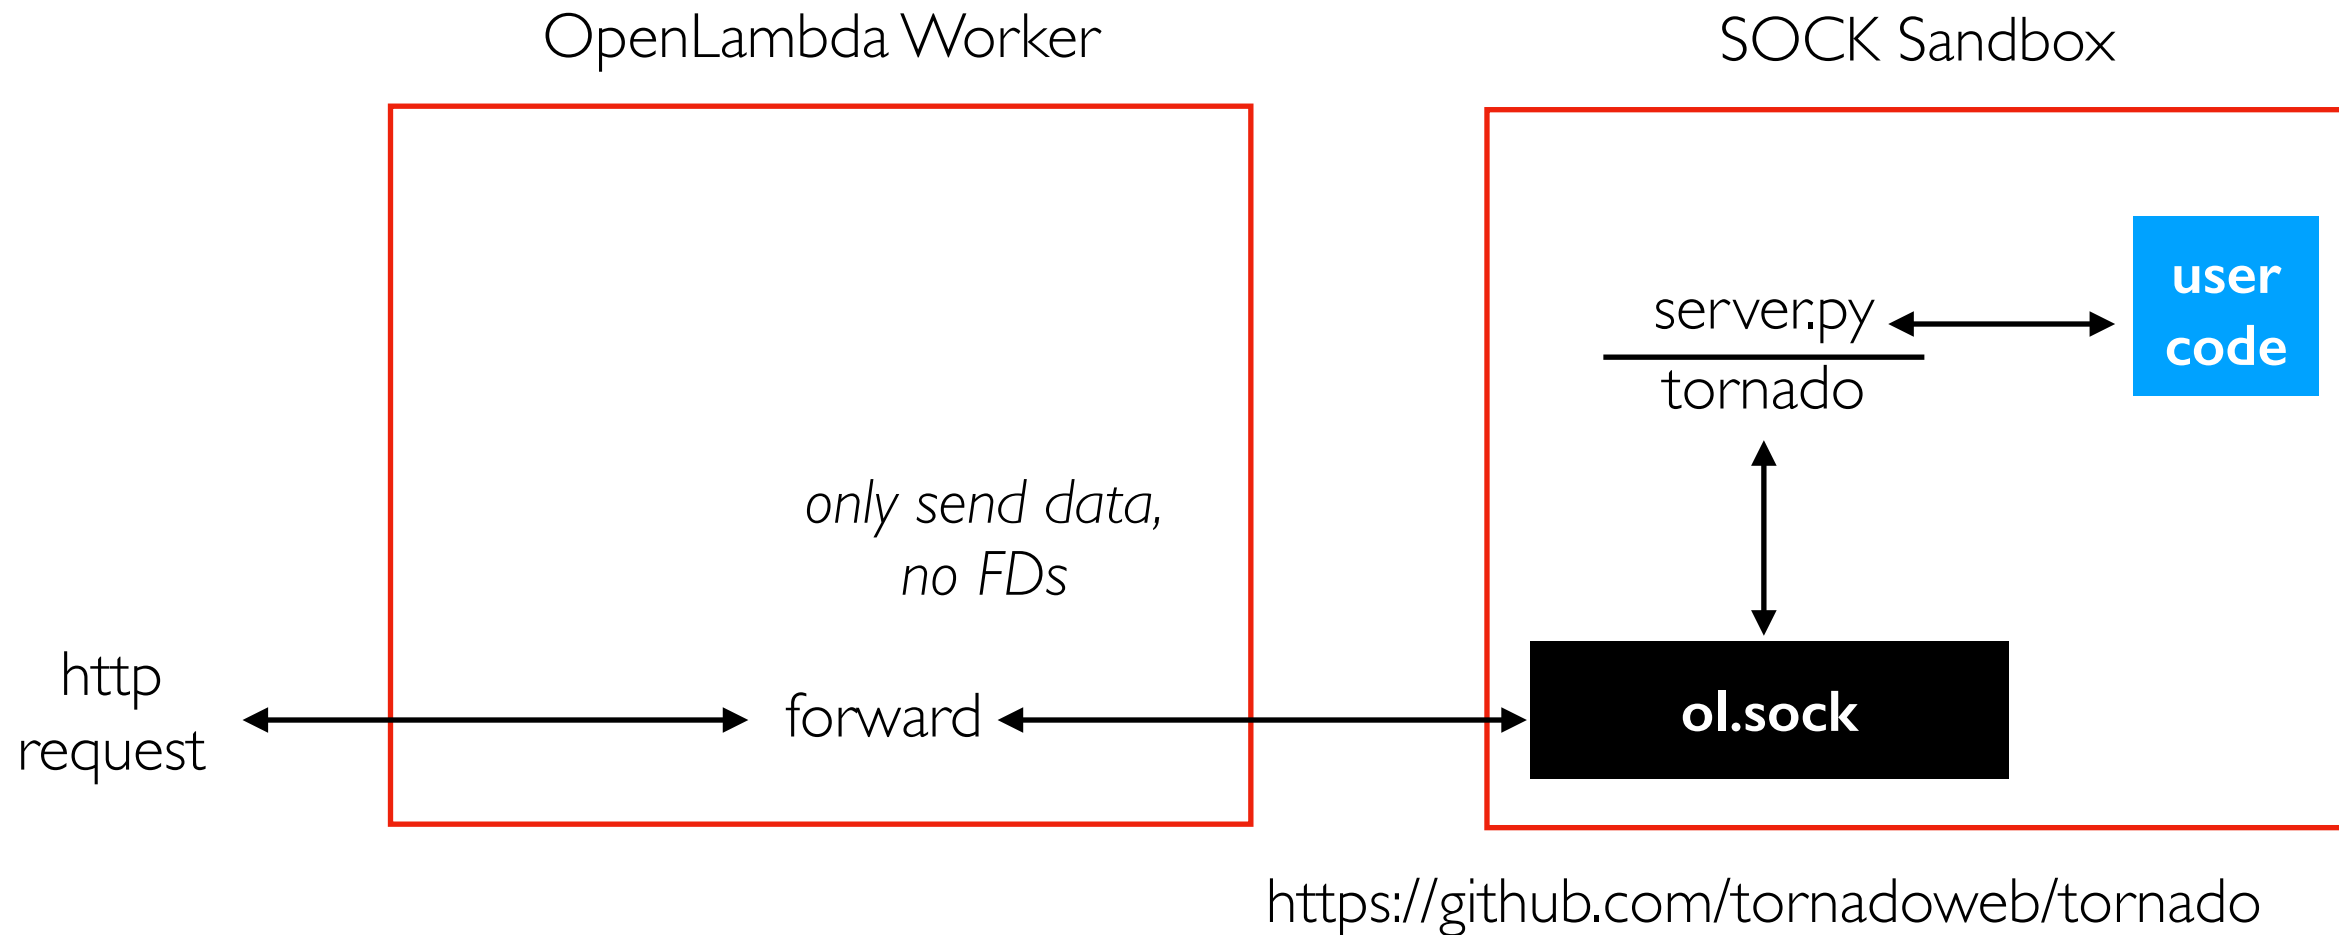 OpenLambda Worker
SOCK Sandbox
user
code
server.py
tornado
only send data,
no FDs
http
request
forward
ol.sock
https://github.com/tornadoweb/tornado